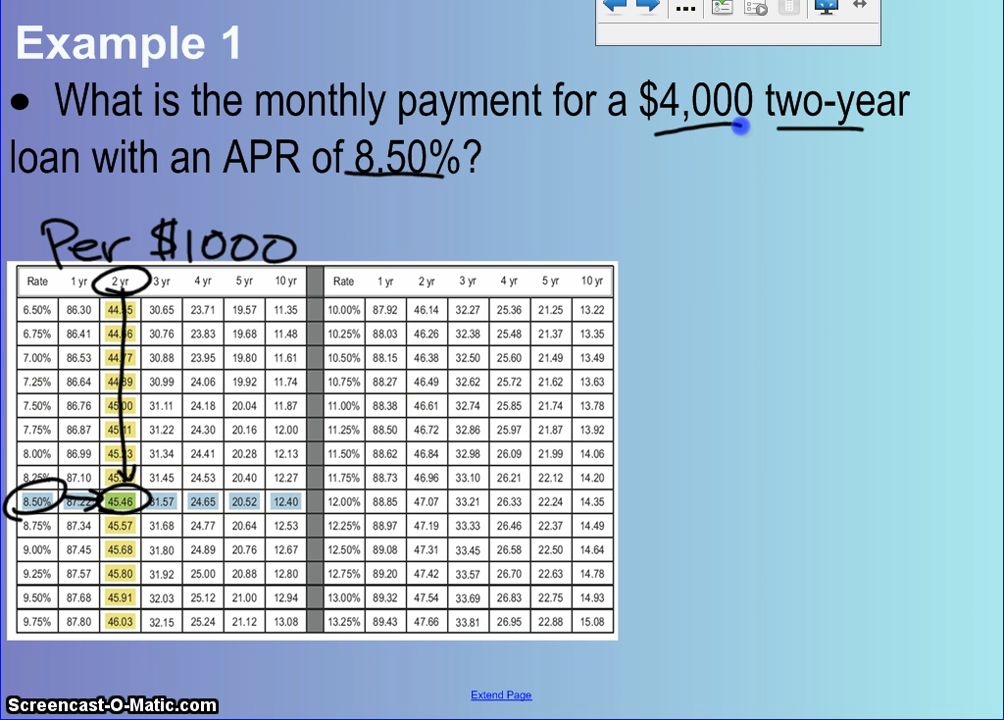 Example 1
● What is the monthly payment for a $4,000 two-year
loan with an APR of 8.50%?
Per $1000
Rate 1 yr 2 yr 3 yr 4 yr 5 yr 10 yr Rate 1 yr 2 yr 3 yr 4 yr 5 yr 10 yr
6.50% 86.30 30.65 23.71 19.57 11.35 10.00% 87.92 46.14 32.27 25.36 21.25 13.22
6.75% 86.41 30.76 23.83 19.68 11.48 10.25% 88.03 46.26 32.38 25.48 21.37 13.35
7.00% 86.53 44.77 30.88 23.95 19.80 11.61 10.50% 88.15 46.38 32.50 25.60 21.49 13.49
7.25% 86.64 44.89 30.99 24.06 19.92 11.74 10.75% 88.27 46.49 32.62 25.72 21.62 13.63
7.50% 86.76 45.00 31.11 24.18 20.04 11.87 11.00% 88.38 46.61 32.74 25.85 21.74 13.78
7.75% 86.87 45.11 31.22 24.30 20.16 12.00 11.25% 88.50 46.72 32.86 25.97 21.87 13.92
8.00% 86.99 45.23 31.34 24.41 20.28 12.13 11.50% 88.62 46.84 32.98 26.09 21.99 14.06
8.25% 87.10 31.45 24.53 20.40 12.27 11.75% 88.73 46.96 33.10 26.21 22.12 14.20
8.50% 87.22 45.46 31.57 24.65 20.52 12.40 12.00% 88.85 47.07 33.21 26.33 22.24 14.35
8.75% 87.34 45.57 31.68 24.77 20.64 12.53 12.25% 88.97 47.19 33.33 26.46 22.37 14.49
9.00% 87.45 45.68 31.80 24.89 20.76 12.67 12.50% 89.08 47.31 33.45 26.58 22.50 14.64
9.25% 87.57 45.80 31.92 25.00 20.88 12.80 12.75% 89.20 47.42 33.57 26.70 22.63 14.78
9.50% 87.68 45.91 32.03 25.12 21.00 12.94 13.00% 89.32 47.54 33.69 26.83 22.75 14.93
9.75% 87.80 46.03 32.15 25.24 21.12 13.08 13.25% 89.43 47.66 33.81 26.95 22.88 15.08
Extend Page
Screencast-O-Matic.com